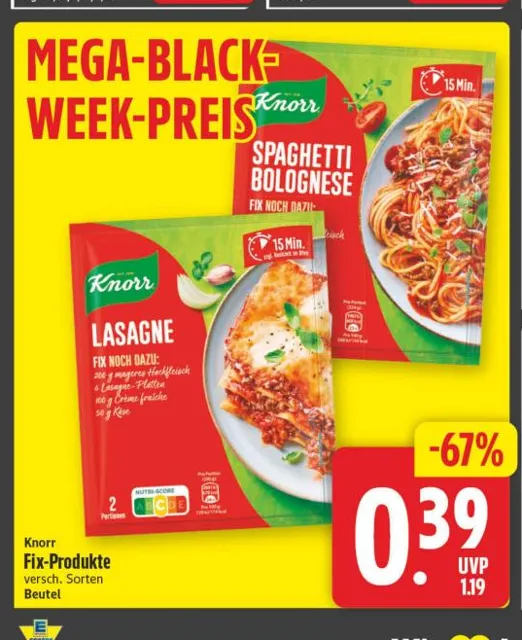 MEGA-BLACK-
WEEK-PREIS
Knorr
15 Min.
SPAGHETTI
BOLOGNESE
FIX NOCH DAZU:
Knorr
15 Min.
LASAGNE
FIX NOCH DAZU:
200 g mageres Hackfleisch
6 Lasagne-Platten
100 g Crème fraîche
50 g Käse
2
Portionen
NUTRI-SCORE
A B C D E
-67%
0.39
UVP
1.19
Knorr
Fix-Produkte
versch. Sorten
Beutel
E